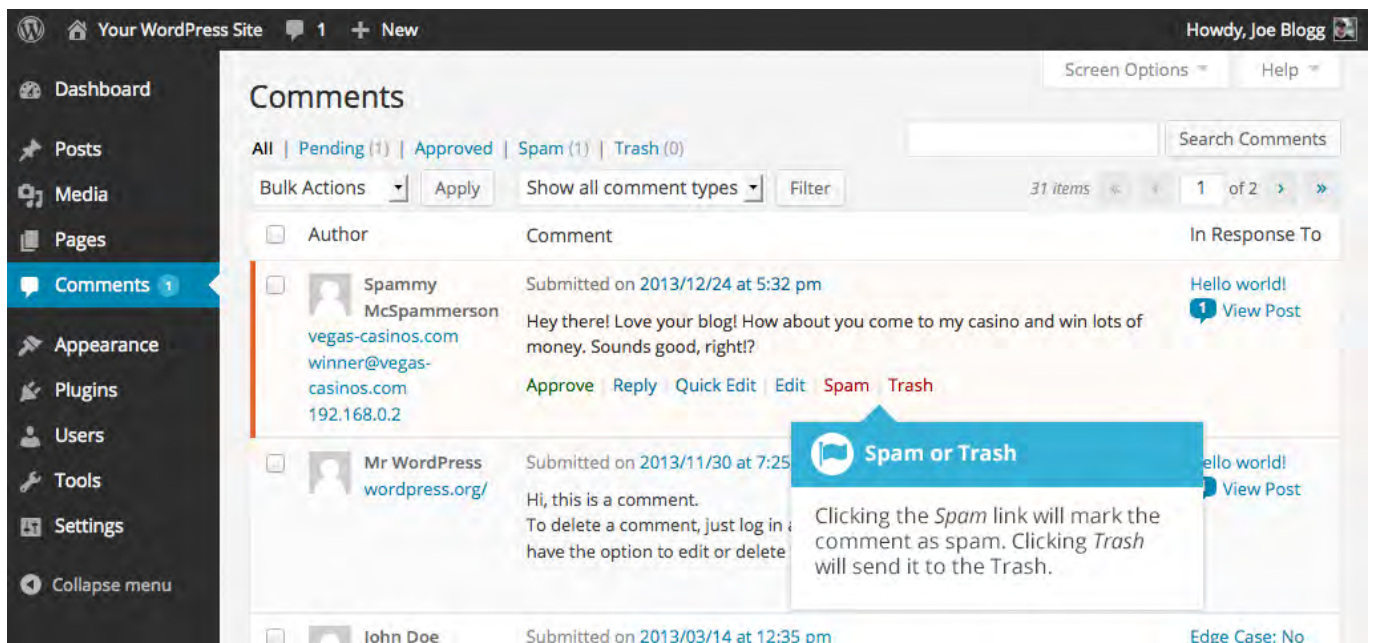 Your WordPress Site 1 + New Howdy, Joe Blogg
Screen Options Help
Dashboard
Posts
Media
Pages
Comments 1
Appearance
Plugins
Users
Tools
Settings
Collapse menu
Comments
All | Pending (1) | Approved | Spam (1) | Trash (0)
Search Comments
Bulk Actions Apply Show all comment types Filter 31 items « ‹ 1 of 2 › »
Author Comment In Response To
Spammy
McSpammerson
vegas-casinos.com
winner@vegas-
casinos.com
192.168.0.2
Submitted on 2013/12/24 at 5:32 pm
Hey there! Love your blog! How about you come to my casino and win lots of
money. Sounds good, right!?
Approve | Reply | Quick Edit | Edit | Spam | Trash
Hello world!
1 View Post
Spam or Trash
Clicking the Spam link will mark the
comment as spam. Clicking Trash
will send it to the Trash.
Mr WordPress
wordpress.org/
Submitted on 2013/11/30 at 7:25
Hi, this is a comment.
To delete a comment, just log in
have the option to edit or delete
ello world!
View Post
John Doe
Submitted on 2013/03/14 at 12:35 pm
Edge Case: No